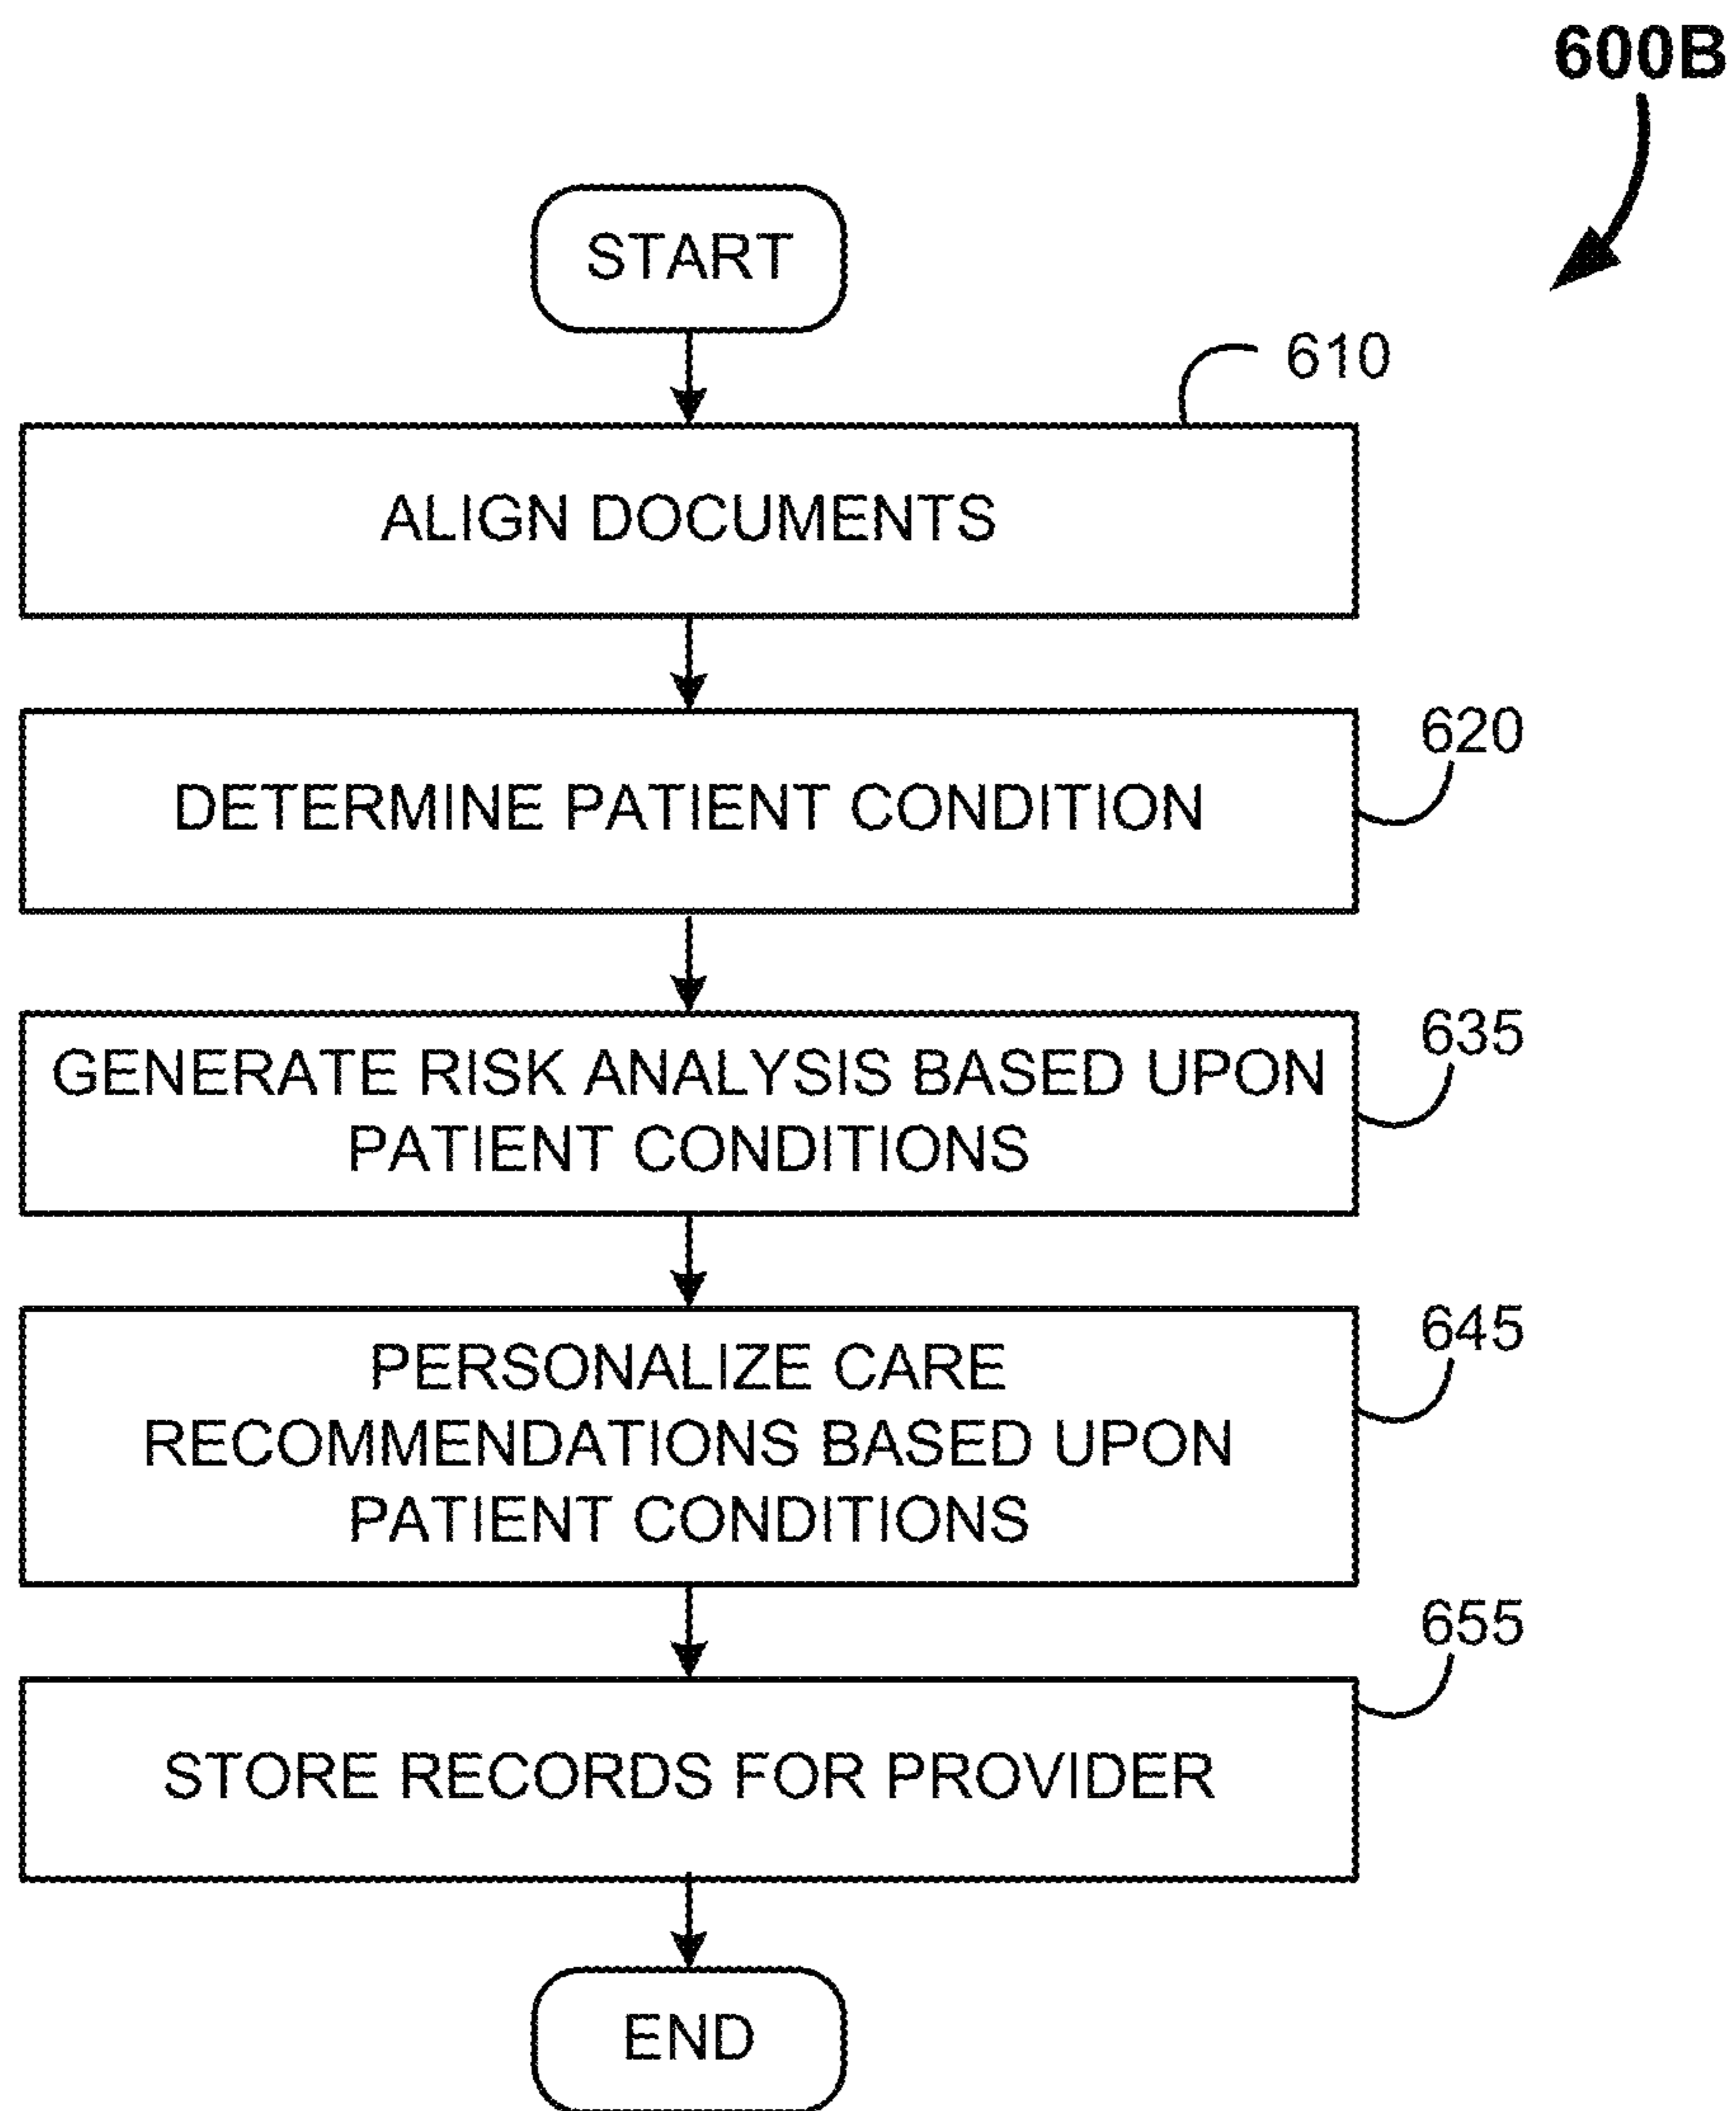 600B
START
610
ALIGN DOCUMENTS
620
DETERMINE PATIENT CONDITION
635
GENERATE RISK ANALYSIS BASED UPON
PATIENT CONDITIONS
645
PERSONALIZE CARE
RECOMMENDATIONS BASED UPON
PATIENT CONDITIONS
655
STORE RECORDS FOR PROVIDER
END